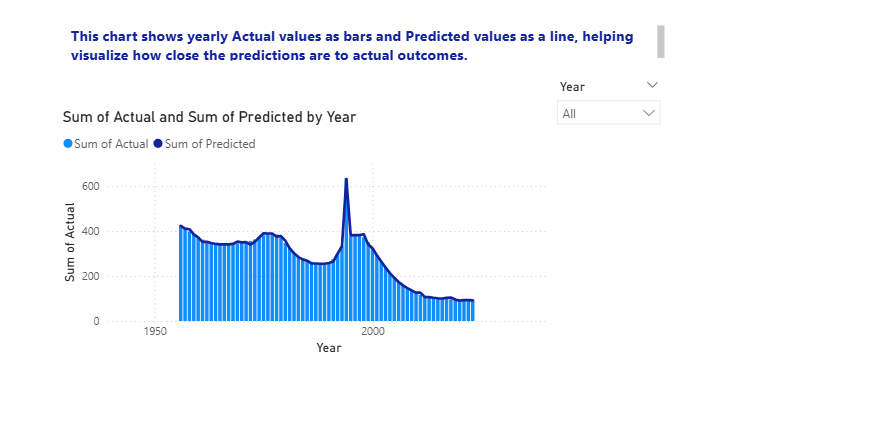 This chart shows yearly Actual values as bars and Predicted values as a line, helping
visualize how close the predictions are to actual outcomes.
Year
All
Sum of Actual and Sum of Predicted by Year
Sum of Actual Sum of Predicted
Sum of Actual
600
400
200
0
1950 2000
Year